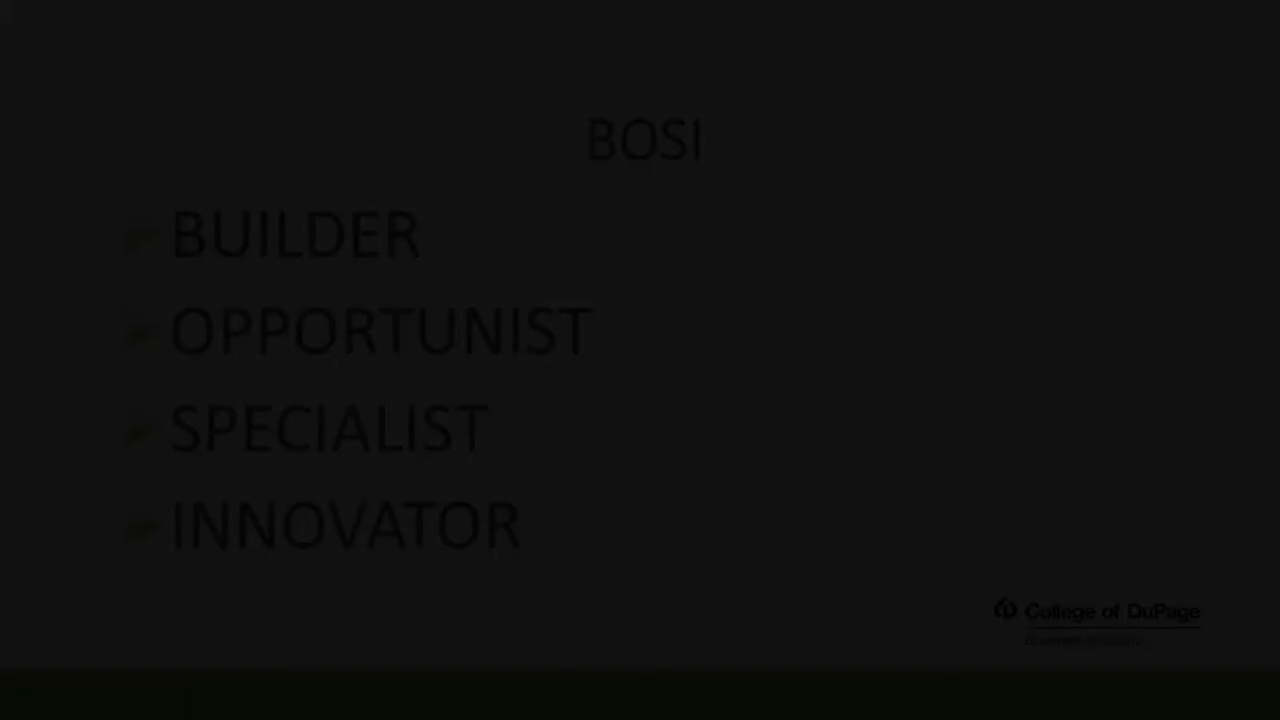 BOSI
BUILDER
OPPORTUNIST
SPECIALIST
INNOVATOR
College of DuPage